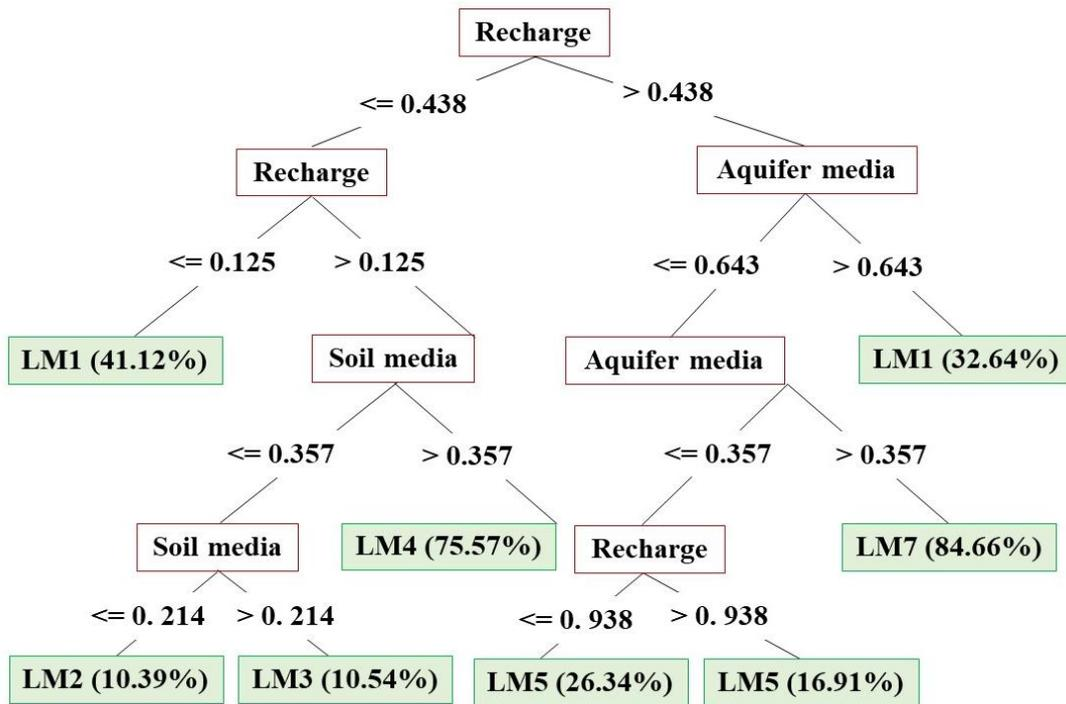 Recharge
<= 0.438
> 0.438
Recharge
Aquifer media
<= 0.125
> 0.125
<= 0.643
> 0.643
LM1 (41.12%)
Soil media
Aquifer media
LM1 (32.64%)
<= 0.357
> 0.357
<= 0.357
> 0.357
Soil media
LM4 (75.57%)
Recharge
LM7 (84.66%)
<= 0. 214
> 0. 214
<= 0. 938
> 0. 938
LM2 (10.39%)
LM3 (10.54%)
LM5 (26.34%)
LM5 (16.91%)